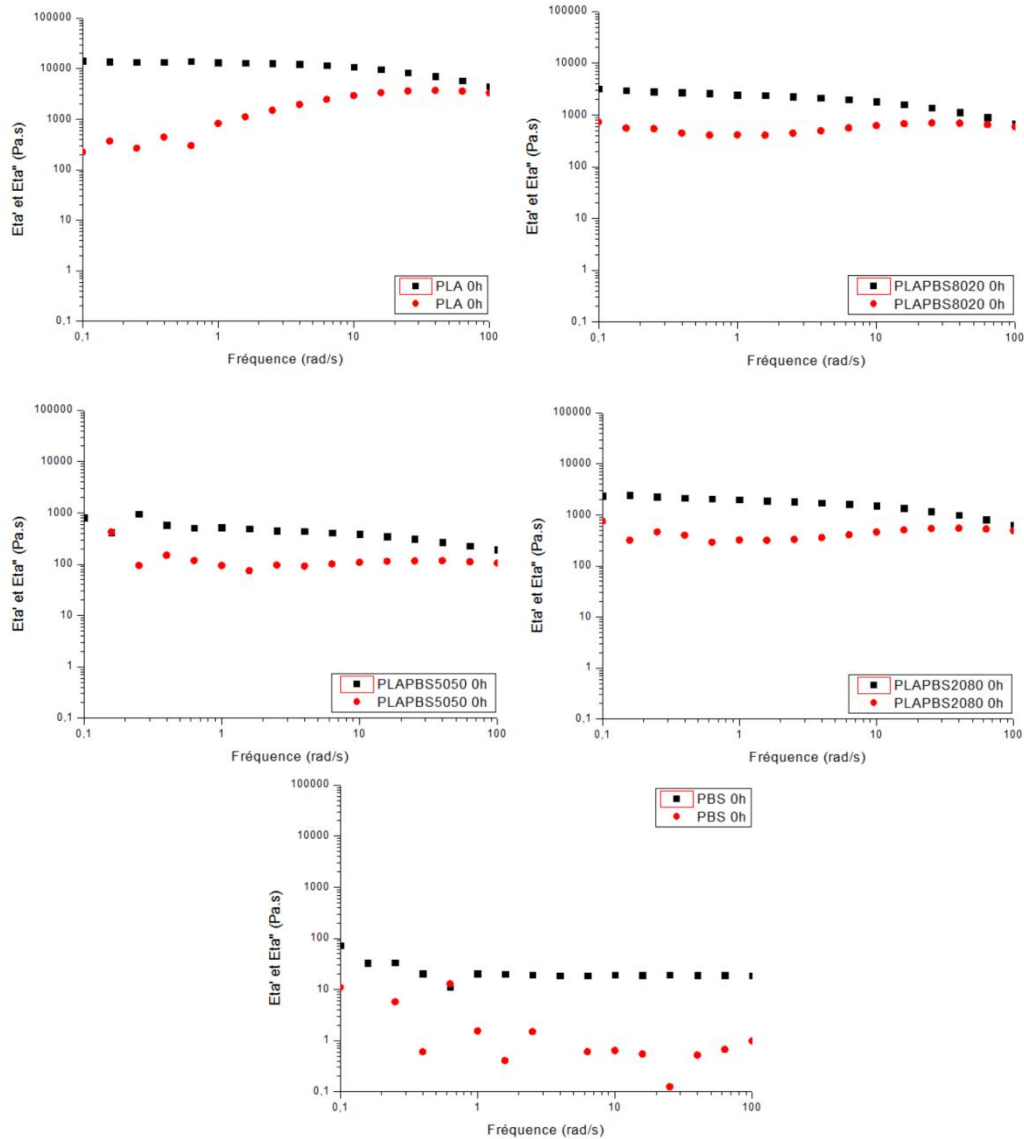 100000
10000
1000
100
10
1
0,1
Eta' et Eta'' (Pa.s)
PLA 0h
PLA 0h
0,1 1 10 100
Fréquence (rad/s)
100000
10000
1000
100
10
1
0,1
Eta' et Eta'' (Pa.s)
PLAPBS8020 0h
PLAPBS8020 0h
0,1 1 10 100
Fréquence (rad/s)
100000
10000
1000
100
10
1
0,1
Eta' et Eta'' (Pa.s)
PLAPBS5050 0h
PLAPBS5050 0h
0,1 1 10 100
Fréquence (rad/s)
100000
10000
1000
100
10
1
0,1
Eta' et Eta'' (Pa.s)
PLAPBS2080 0h
PLAPBS2080 0h
0,1 1 10 100
Fréquence (rad/s)
100000
10000
1000
100
10
1
0,1
Eta' et Eta'' (Pa.s)
PBS 0h
PBS 0h
0,1 1 10 100
Fréquence (rad/s)